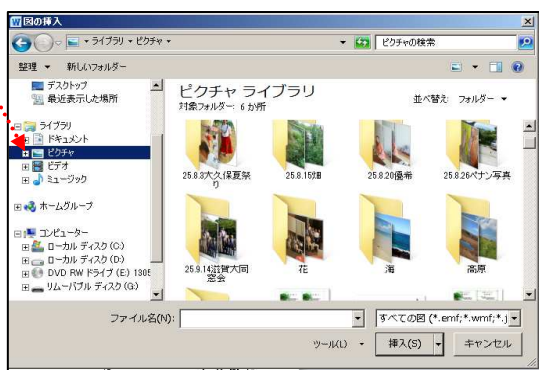 図の挿入
ライブラリ ▸ ピクチャ ▸
ピクチャの検索
整理 ▼ 新しいフォルダー
デスクトップ
最近表示した場所
ライブラリ
ドキュメント
ピクチャ
ビデオ
ミュージック
ホームグループ
コンピューター
ローカル ディスク (C:)
ローカル ディスク (D:)
DVD RW ドライブ (E:) 1305
リムーバブル ディスク (G:)
ピクチャ ライブラリ
対象フォルダー: 6 か所
並べ替え: フォルダー ▼
25.8.3大久保夏祭り
25.8.15畑
25.8.20優希
25.8.26ペナン写真
25.9.14滋賀大同窓会
花
海
高原
ファイル名(N):
すべての図 (*.emf;*.wmf;*.j
ツール(L)
挿入(S)
キャンセル